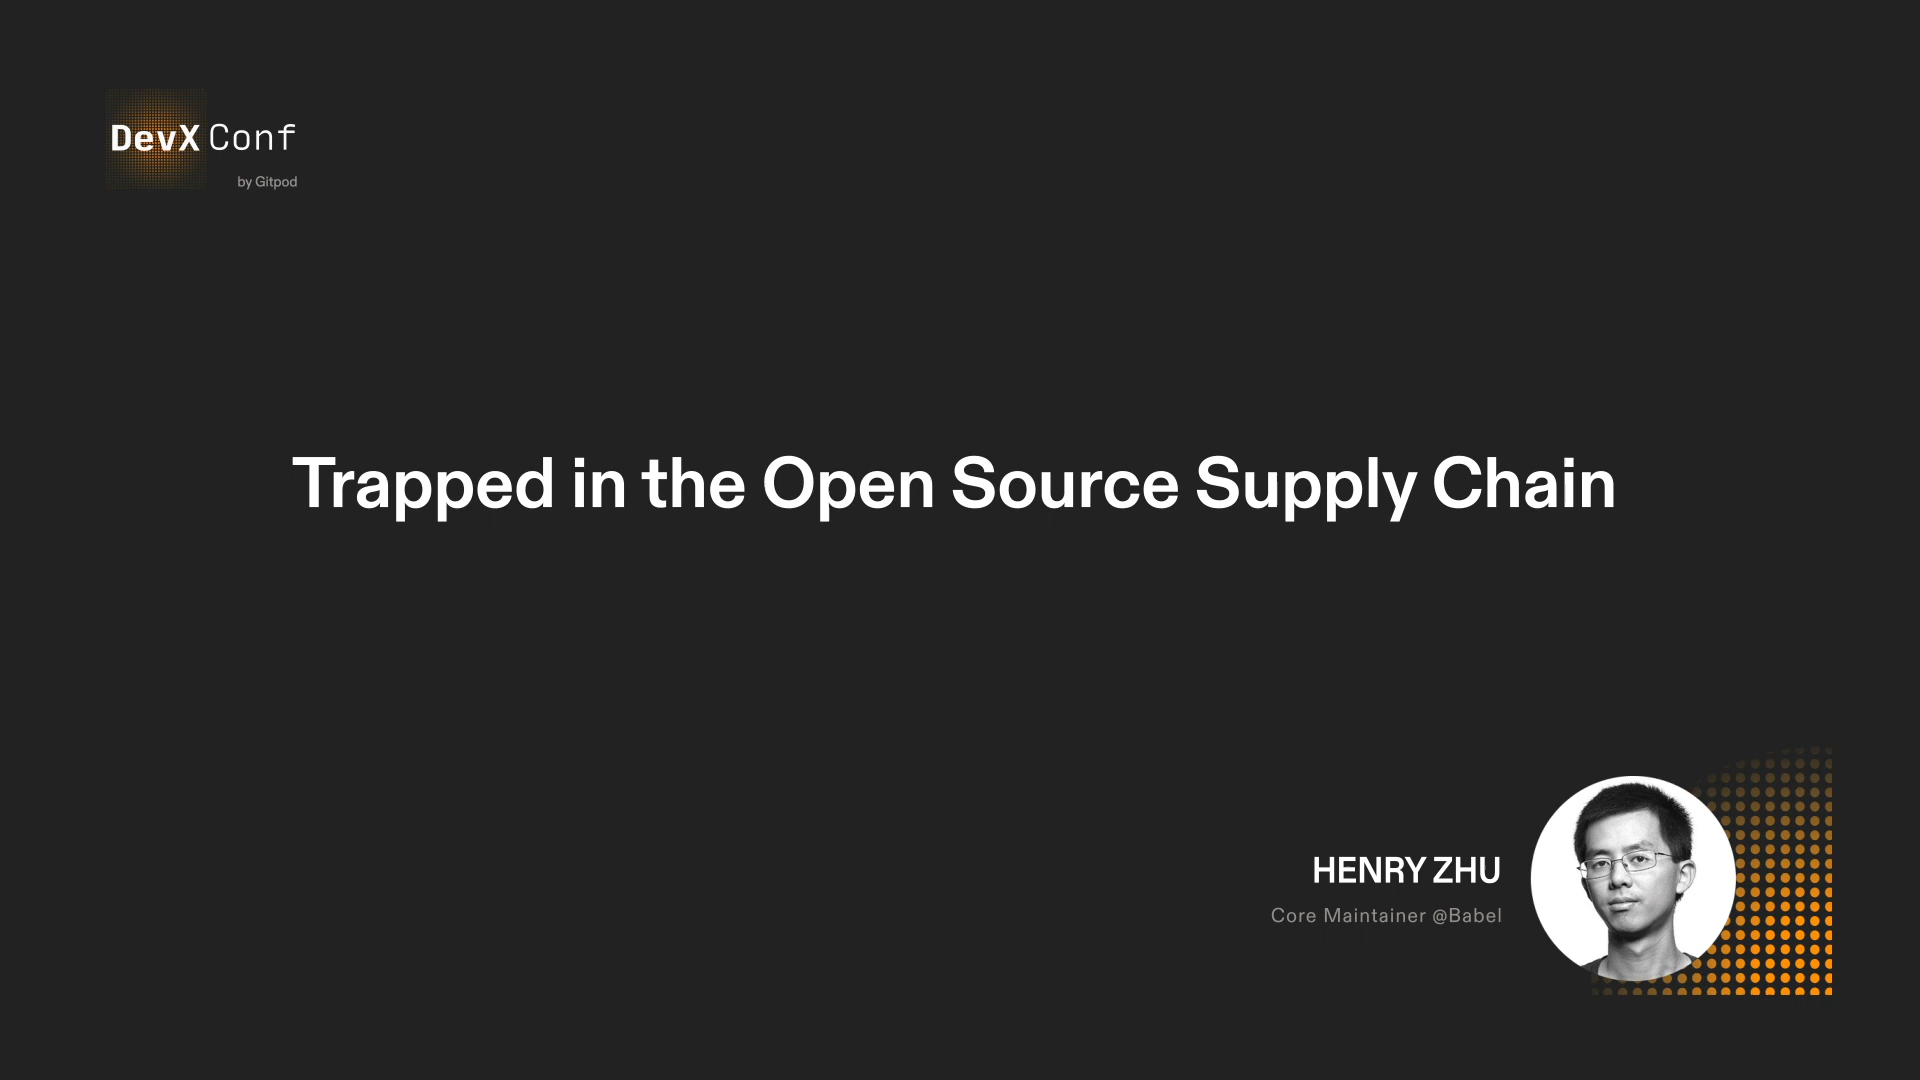 DevX Conf
by Gitpod
Trapped in the Open Source Supply Chain
HENRY ZHU
Core Maintainer @Babel